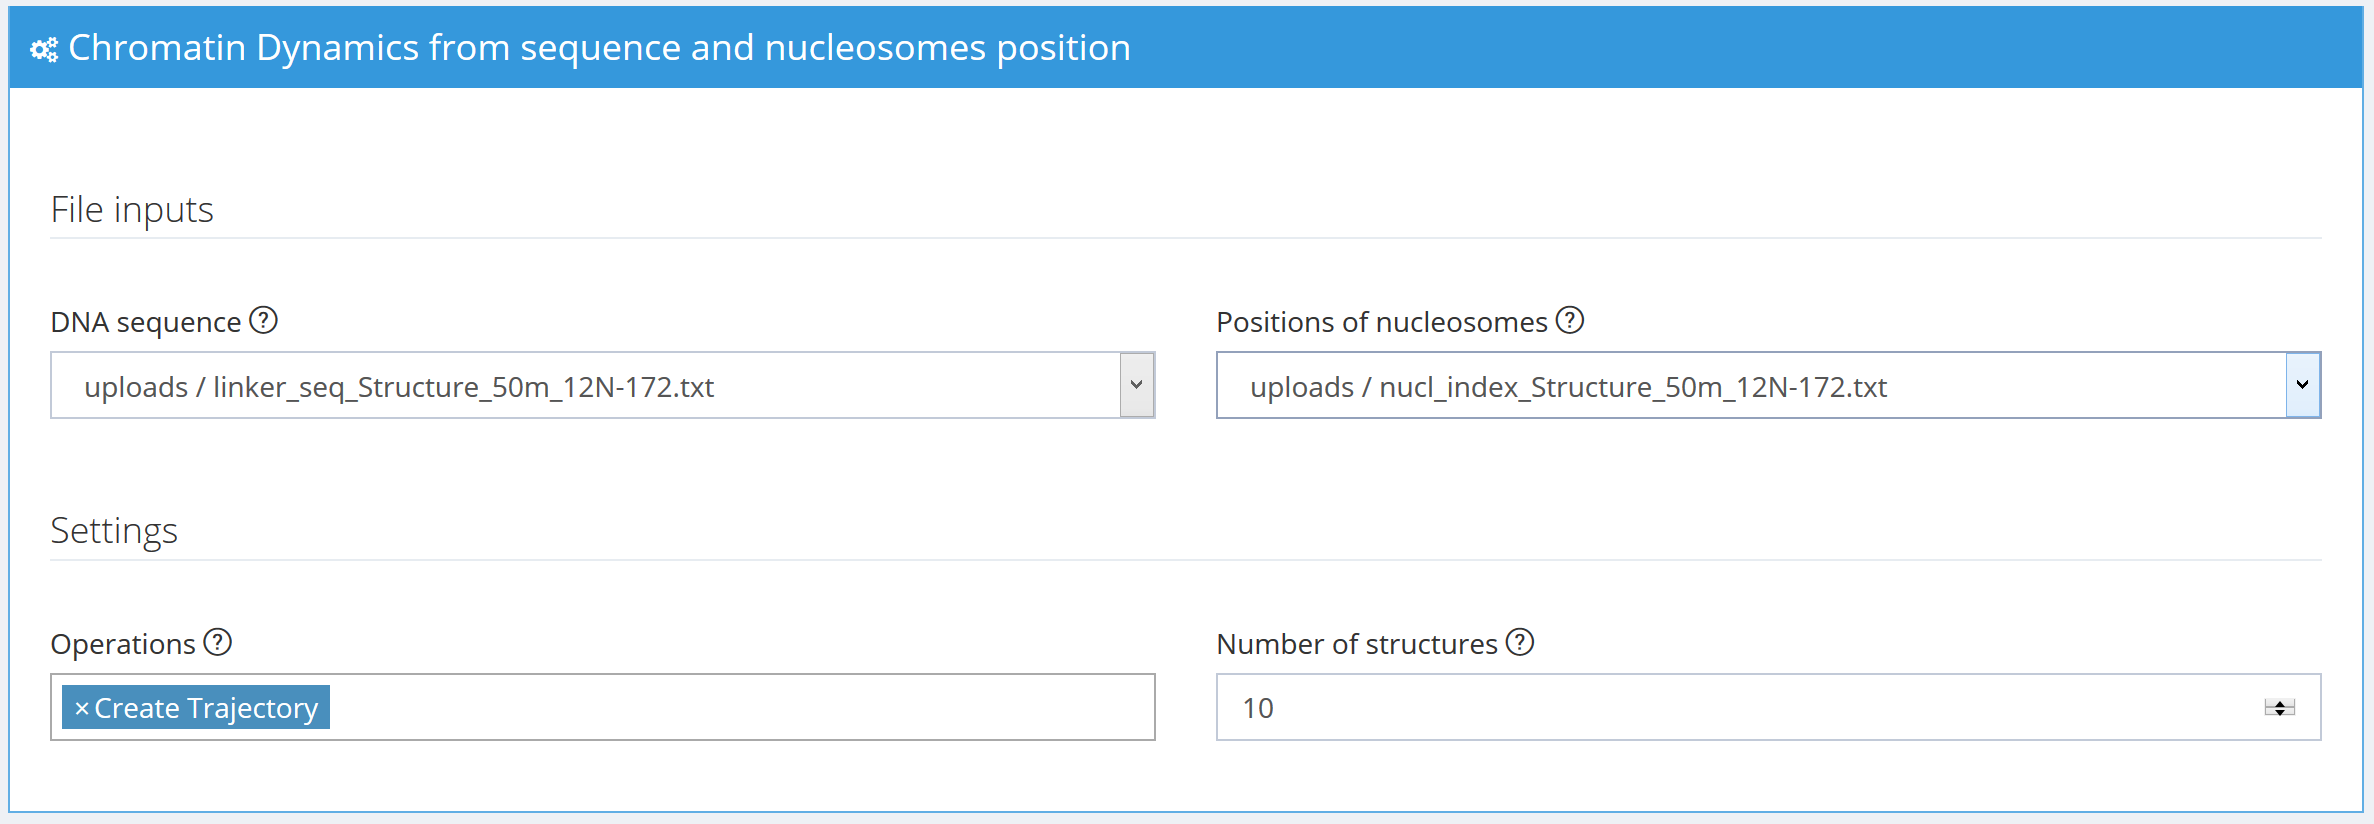 Chromatin Dynamics from sequence and nucleosomes position
File inputs
DNA sequence ?
Positions of nucleosomes ?
uploads / linker_seq_Structure_50m_12N-172.txt
uploads / nucl_index_Structure_50m_12N-172.txt
Settings
Operations ?
Number of structures ?
×Create Trajectory
10